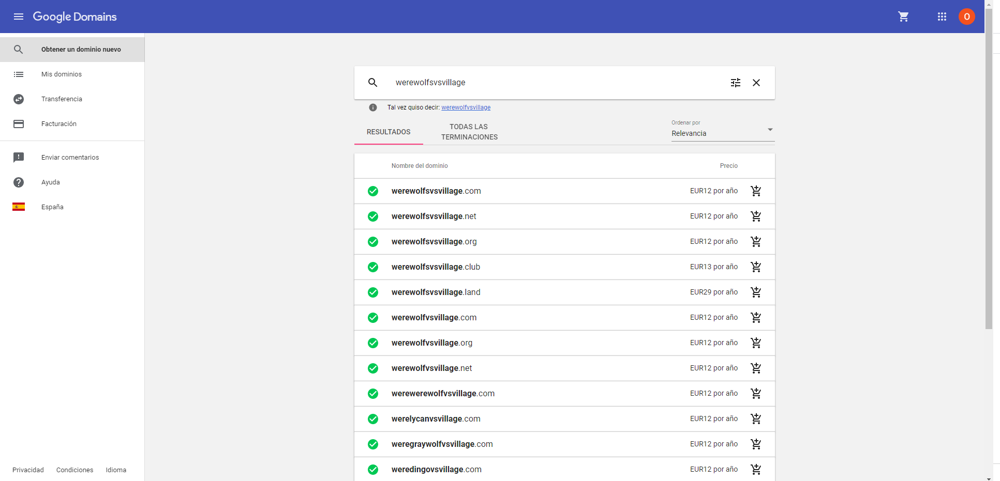 Google Domains
O
Obtener un dominio nuevo
Mis dominios
Transferencia
Facturación
Enviar comentarios
Ayuda
España
Privacidad Condiciones Idioma
werewolfsvsvillage
Tal vez quiso decir: werewolfvsvillage
RESULTADOS
TODAS LAS
TERMINACIONES
Ordenar por
Relevancia
Nombre del dominio Precio
werewolfsvsvillage.com EUR12 por año
werewolfsvsvillage.net EUR12 por año
werewolfsvsvillage.org EUR12 por año
werewolfsvsvillage.club EUR13 por año
werewolfsvsvillage.land EUR29 por año
werewolfvsvillage.com EUR12 por año
werewolfvsvillage.org EUR12 por año
werewolfvsvillage.net EUR12 por año
werewerewolfvsvillage.com EUR12 por año
werelycanvsvillage.com EUR12 por año
weregraywolfvsvillage.com EUR12 por año
weredingovsvillage.com EUR12 por año